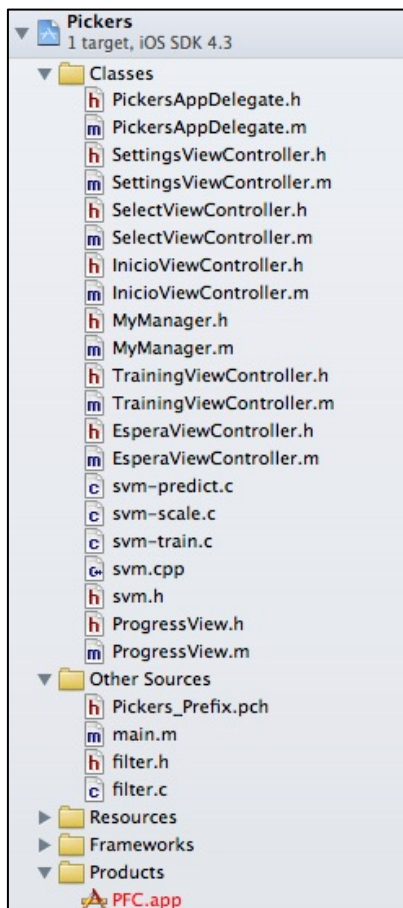 Pickers
1 target, iOS SDK 4.3
Classes
h PickersAppDelegate.h
m PickersAppDelegate.m
h SettingsViewController.h
m SettingsViewController.m
h SelectViewController.h
m SelectViewController.m
h InicioViewController.h
m InicioViewController.m
h MyManager.h
m MyManager.m
h TrainingViewController.h
m TrainingViewController.m
h EsperaViewController.h
m EsperaViewController.m
c svm-predict.c
c svm-scale.c
c svm-train.c
c+ svm.cpp
h svm.h
h ProgressView.h
m ProgressView.m
Other Sources
h Pickers_Prefix.pch
m main.m
h filter.h
c filter.c
Resources
Frameworks
Products
PFC.app